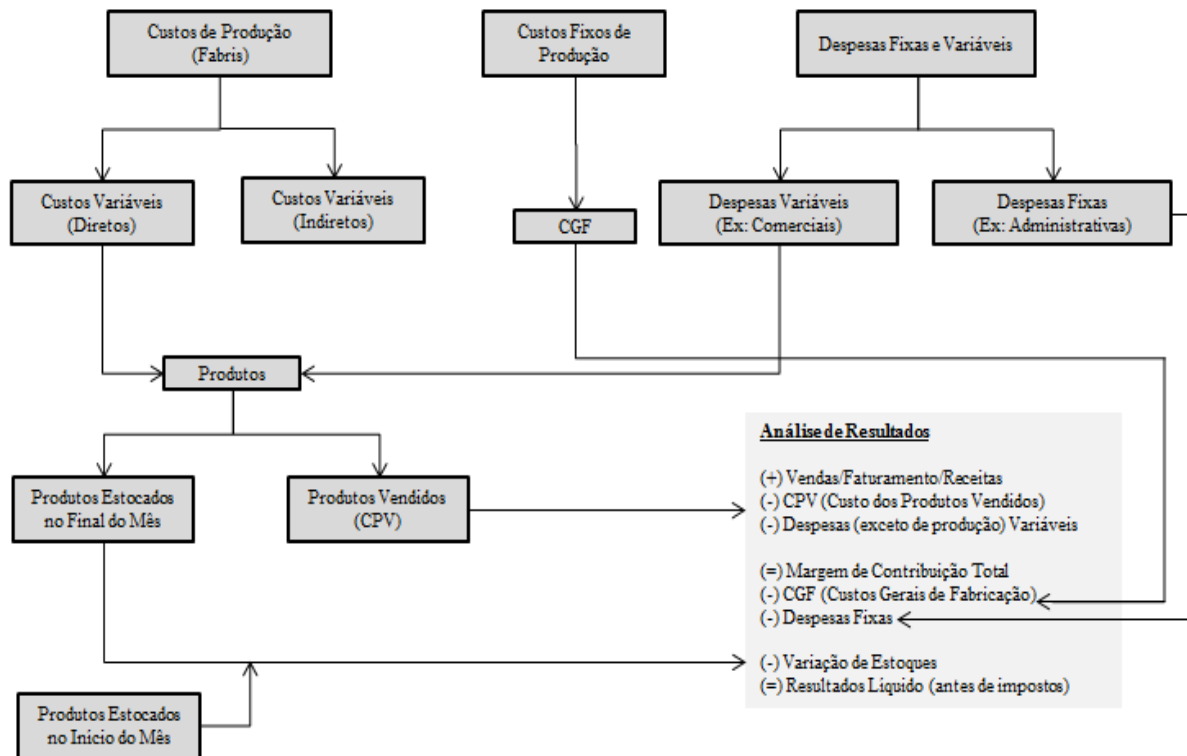 Custos de Produção
(Fabris)
Custos Fixos de
Produção
Despesas Fixas e Variáveis
Custos Variáveis
(Diretos)
Custos Variáveis
(Indiretos)
CGF
Despesas Variáveis
(Ex: Comerciais)
Despesas Fixas
(Ex: Administrativas)
Produtos
Produtos Estocados
no Final do Mês
Produtos Vendidos
(CPV)
Análise de Resultados
(+) Vendas/Faturamento/Receitas
(-) CPV (Custo dos Produtos Vendidos)
(-) Despesas (exceto de produção) Variáveis
(=) Margem de Contribuição Total
(-) CGF (Custos Gerais de Fabricação)
(-) Despesas Fixas
(-) Variação de Estoques
(=) Resultados Líquido (antes de impostos)
Produtos Estocados
no Inicio do Mês